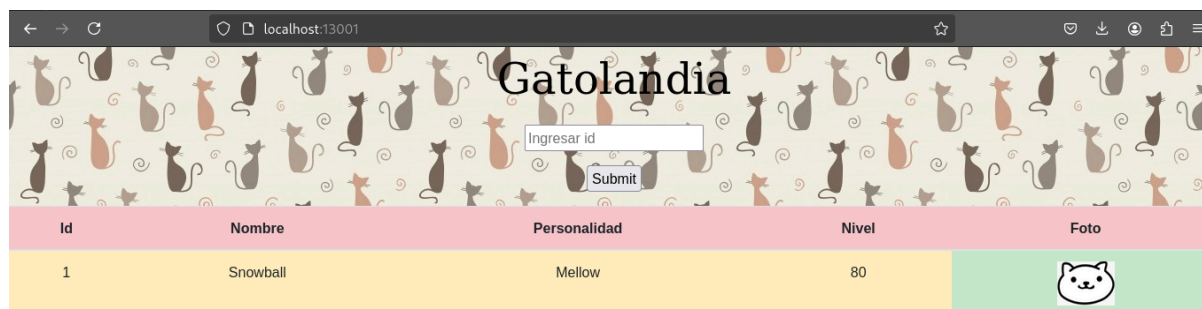 localhost:13001
Gatolandia
Ingresar id
Submit
Id Nombre Personalidad Nivel Foto
1 Snowball Mellow 80